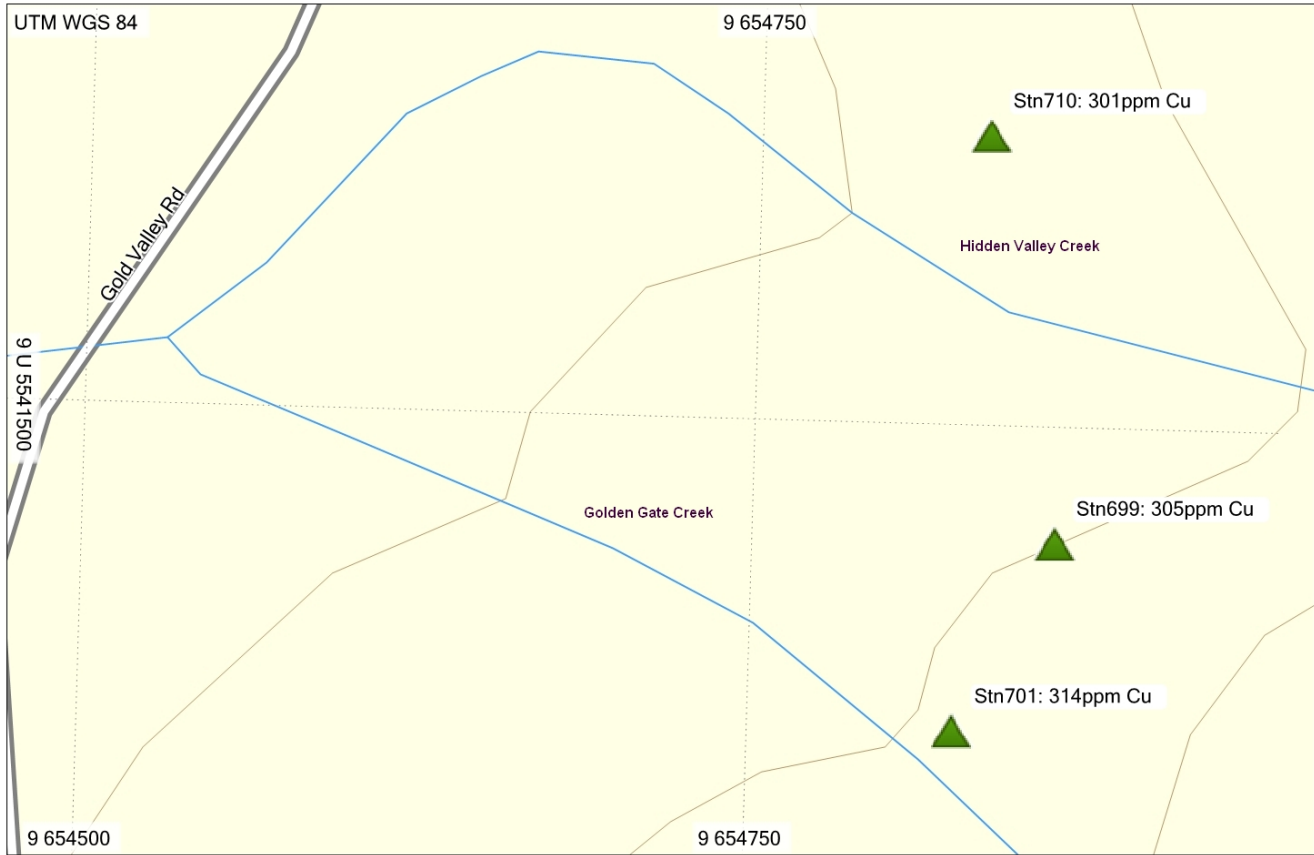 UTM WGS 84
9 654750
Stn710: 301ppm Cu
Gold Valley Rd
Hidden Valley Creek
9 U 5541500
Stn699: 305ppm Cu
Golden Gate Creek
Stn701: 314ppm Cu
9 654500
9 654750